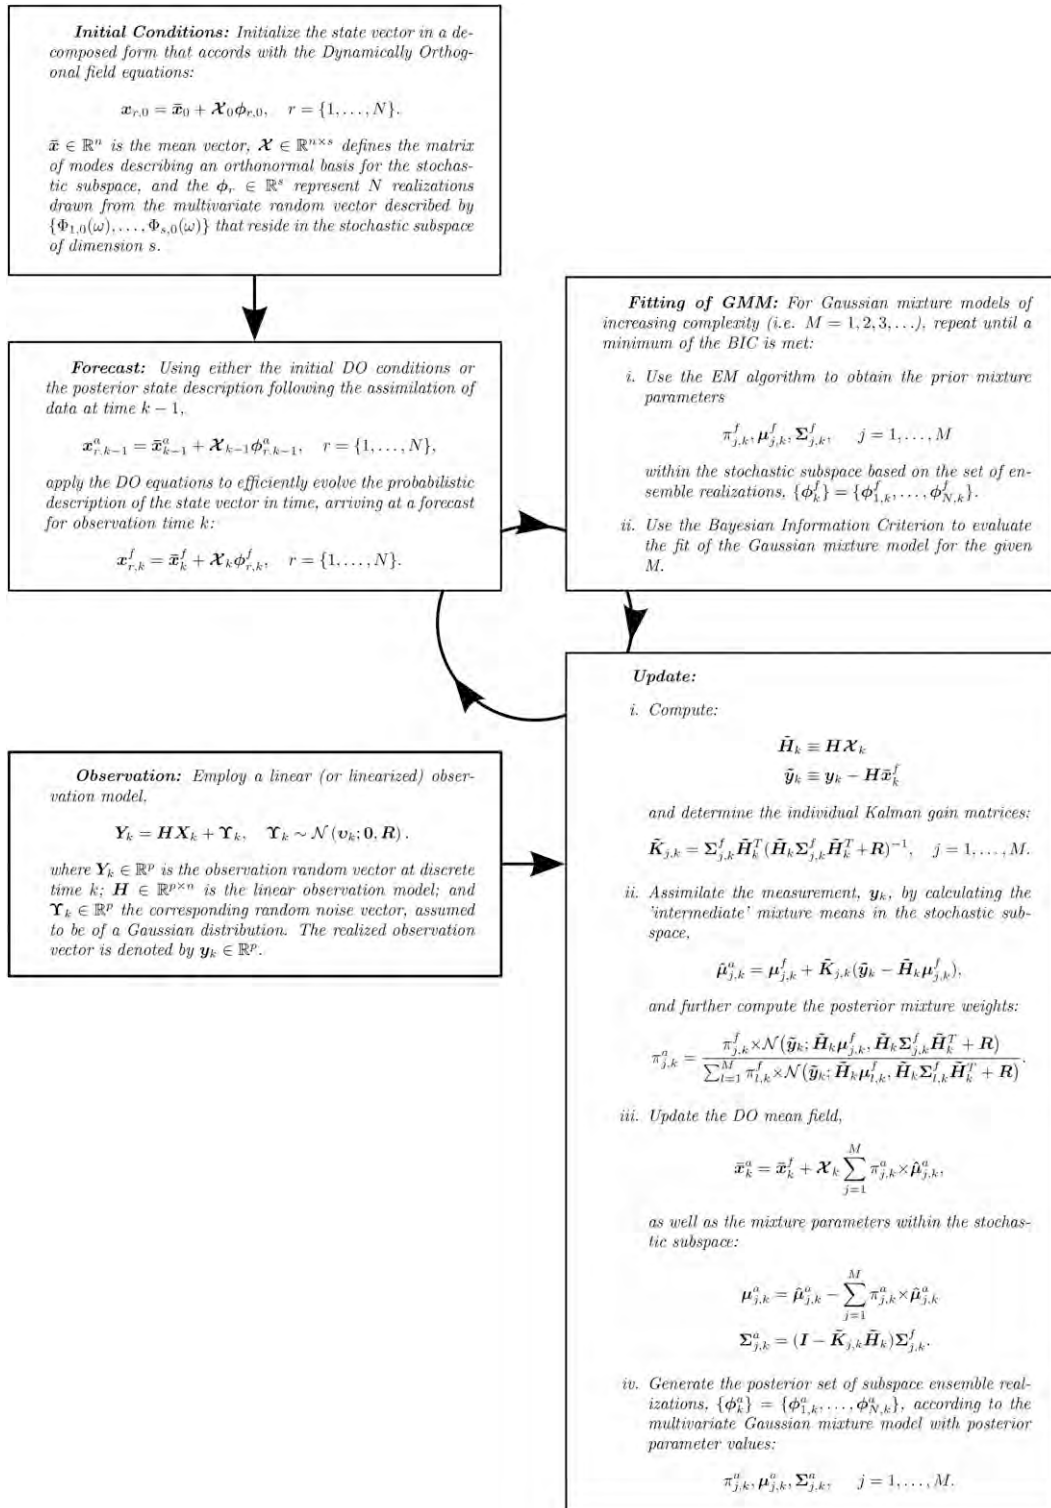 Initial Conditions: Initialize the state vector in a de-
composed form that accords with the Dynamically Orthog-
onal field equations:
x_{r,0} = x̄_0 + 𝓧_0 ϕ_{r,0},   r = {1, . . . , N}.
x̄ ∈ ℝ^n is the mean vector, 𝓧 ∈ ℝ^{n×s} defines the matrix
of modes describing an orthonormal basis for the stochas-
tic subspace, and the ϕ_r ∈ ℝ^s represent N realizations
drawn from the multivariate random vector described by
{Φ_{1,0}(ω), . . . , Φ_{s,0}(ω)} that reside in the stochastic subspace
of dimension s.
Forecast: Using either the initial DO conditions or
the posterior state description following the assimilation of
data at time k − 1,
x^a_{r,k−1} = x̄^a_{k−1} + 𝓧_{k−1} ϕ^a_{r,k−1},   r = {1, . . . , N},
apply the DO equations to efficiently evolve the probabilistic
description of the state vector in time, arriving at a forecast
for observation time k:
x^f_{r,k} = x̄^f_k + 𝓧_k ϕ^f_{r,k},   r = {1, . . . , N}.
Fitting of GMM: For Gaussian mixture models of
increasing complexity (i.e. M = 1, 2, 3, . . .), repeat until a
minimum of the BIC is met:
i. Use the EM algorithm to obtain the prior mixture
parameters
π^f_{j,k}, μ^f_{j,k}, Σ^f_{j,k},   j = 1, . . . , M
within the stochastic subspace based on the set of en-
semble realizations, {ϕ^f_k} = {ϕ^f_{1,k}, . . . , ϕ^f_{N,k}}.
ii. Use the Bayesian Information Criterion to evaluate
the fit of the Gaussian mixture model for the given
M.
Observation: Employ a linear (or linearized) obser-
vation model,
Y_k = HX_k + Υ_k,   Υ_k ∼ 𝒩(υ_k; 0, R).
where Y_k ∈ ℝ^p is the observation random vector at discrete
time k; H ∈ ℝ^{p×n} is the linear observation model; and
Υ_k ∈ ℝ^p the corresponding random noise vector, assumed
to be of a Gaussian distribution. The realized observation
vector is denoted by y_k ∈ ℝ^p.
Update:
i. Compute:
H̃_k ≡ H𝓧_k
ỹ_k ≡ y_k − Hx̄^f_k
and determine the individual Kalman gain matrices:
K̃_{j,k} = Σ^f_{j,k} H̃^T_k (H̃_k Σ^f_{j,k} H̃^T_k + R)^{−1},   j = 1, . . . , M.
ii. Assimilate the measurement, y_k, by calculating the
'intermediate' mixture means in the stochastic sub-
space,
μ̂^a_{j,k} = μ^f_{j,k} + K̃_{j,k}(ỹ_k − H̃_k μ^f_{j,k}),
and further compute the posterior mixture weights:
π^a_{j,k} = π^f_{j,k} × 𝒩(ỹ_k; H̃_k μ^f_{j,k}, H̃_k Σ^f_{j,k} H̃^T_k + R) / ∑_{l=1}^{M} π^f_{l,k} × 𝒩(ỹ_k; H̃_k μ^f_{l,k}, H̃_k Σ^f_{l,k} H̃^T_k + R).
iii. Update the DO mean field,
x̄^a_k = x̄^f_k + 𝓧_k ∑_{j=1}^{M} π^a_{j,k} × μ̂^a_{j,k},
as well as the mixture parameters within the stochas-
tic subspace:
μ^a_{j,k} = μ̂^a_{j,k} − ∑_{j=1}^{M} π^a_{j,k} × μ̂^a_{j,k}
Σ^a_{j,k} = (I − K̃_{j,k} H̃_k) Σ^f_{j,k}.
iv. Generate the posterior set of subspace ensemble real-
izations, {ϕ^a_k} = {ϕ^a_{1,k}, . . . , ϕ^a_{N,k}}, according to the
multivariate Gaussian mixture model with posterior
parameter values:
π^a_{j,k}, μ^a_{j,k}, Σ^a_{j,k},   j = 1, . . . , M.